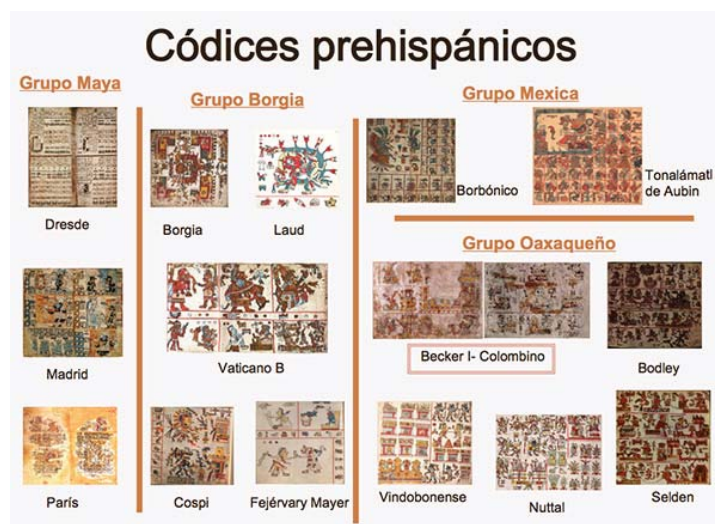 Códices prehispánicos
Grupo Maya
Dresde
Madrid
París
Grupo Borgia
Borgia
Laud
Vaticano B
Cospi
Fejérvary Mayer
Grupo Mexica
Borbónico
Tonalámatl
de Aubin
Grupo Oaxaqueño
Becker I- Colombino
Bodley
Vindobonense
Nuttal
Selden